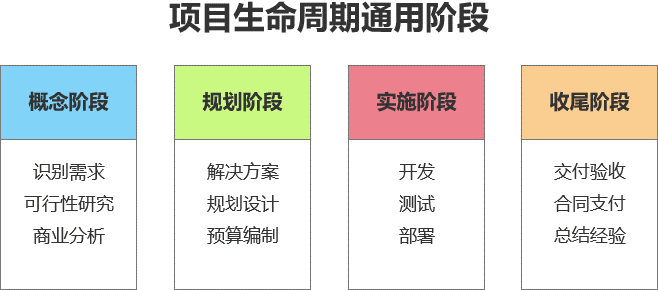 项目生命周期通用阶段
概念阶段
识别需求
可行性研究
商业分析
规划阶段
解决方案
规划设计
预算编制
实施阶段
开发
测试
部署
收尾阶段
交付验收
合同支付
总结经验